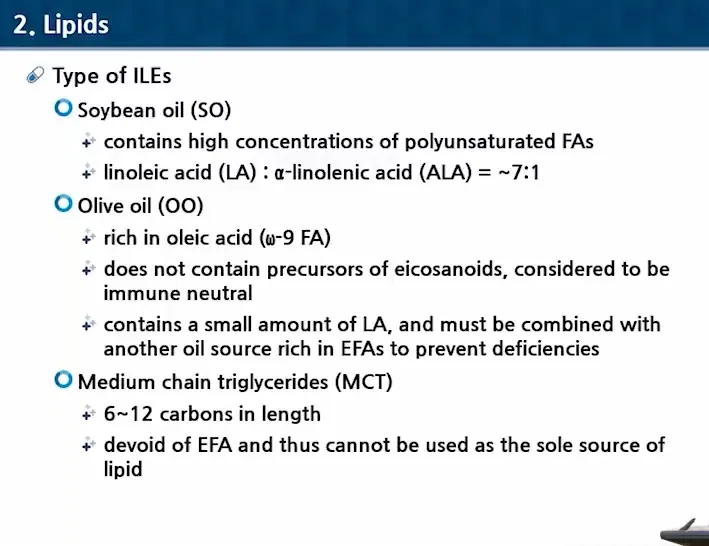 2. Lipids
Type of ILEs
Soybean oil (SO)
contains high concentrations of polyunsaturated FAs
linoleic acid (LA) : α-linolenic acid (ALA) = ~7:1
Olive oil (OO)
rich in oleic acid (ω-9 FA)
does not contain precursors of eicosanoids, considered to be
immune neutral
contains a small amount of LA, and must be combined with
another oil source rich in EFAs to prevent deficiencies
Medium chain triglycerides (MCT)
6~12 carbons in length
devoid of EFA and thus cannot be used as the sole source of
lipid